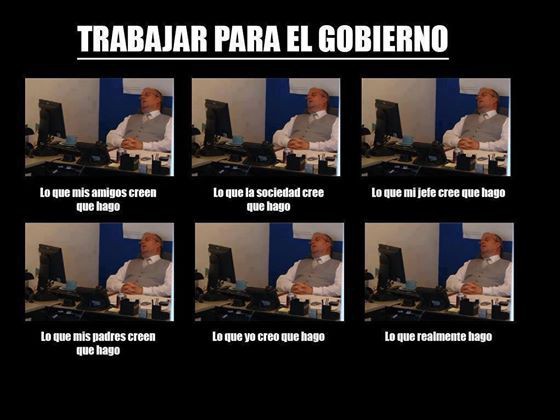 TRABAJAR PARA EL GOBIERNO
Lo que mis amigos creen
que hago
Lo que la sociedad cree
que hago
Lo que mi jefe cree que hago
Lo que mis padres creen
que hago
Lo que yo creo que hago
Lo que realmente hago